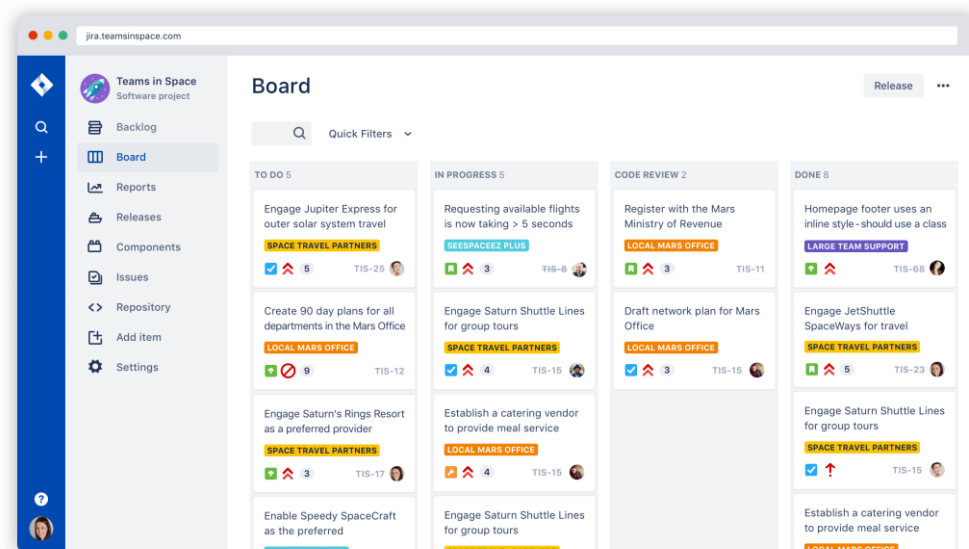 jira.teamsinspace.com
Teams in Space
Software project
Backlog
Board
Reports
Releases
Components
Issues
Repository
Add item
Settings
?
Board
Release
Quick Filters
TO DO 5
Engage Jupiter Express for
outer solar system travel
SPACE TRAVEL PARTNERS
5 TIS-25
Create 90 day plans for all
departments in the Mars Office
LOCAL MARS OFFICE
9 TIS-12
Engage Saturn's Rings Resort
as a preferred provider
SPACE TRAVEL PARTNERS
3 TIS-17
Enable Speedy SpaceCraft
as the preferred
IN PROGRESS 5
Requesting available flights
is now taking > 5 seconds
SEESPACEEZ PLUS
3 TIS-8
Engage Saturn Shuttle Lines
for group tours
SPACE TRAVEL PARTNERS
4 TIS-15
Establish a catering vendor
to provide meal service
LOCAL MARS OFFICE
4 TIS-15
Engage Saturn Shuttle Lines
for group tours
SPACE TRAVEL PARTNERS
CODE REVIEW 2
Register with the Mars
Ministry of Revenue
LOCAL MARS OFFICE
3 TIS-11
Draft network plan for Mars
Office
LOCAL MARS OFFICE
3 TIS-15
DONE 8
Homepage footer uses an
inline style-should use a class
LARGE TEAM SUPPORT
TIS-68
Engage JetShuttle
SpaceWays for travel
SPACE TRAVEL PARTNERS
5 TIS-23
Engage Saturn Shuttle Lines
for group tours
SPACE TRAVEL PARTNERS
TIS-15
Establish a catering vendor
to provide meal service
LOCAL MARS OFFICE